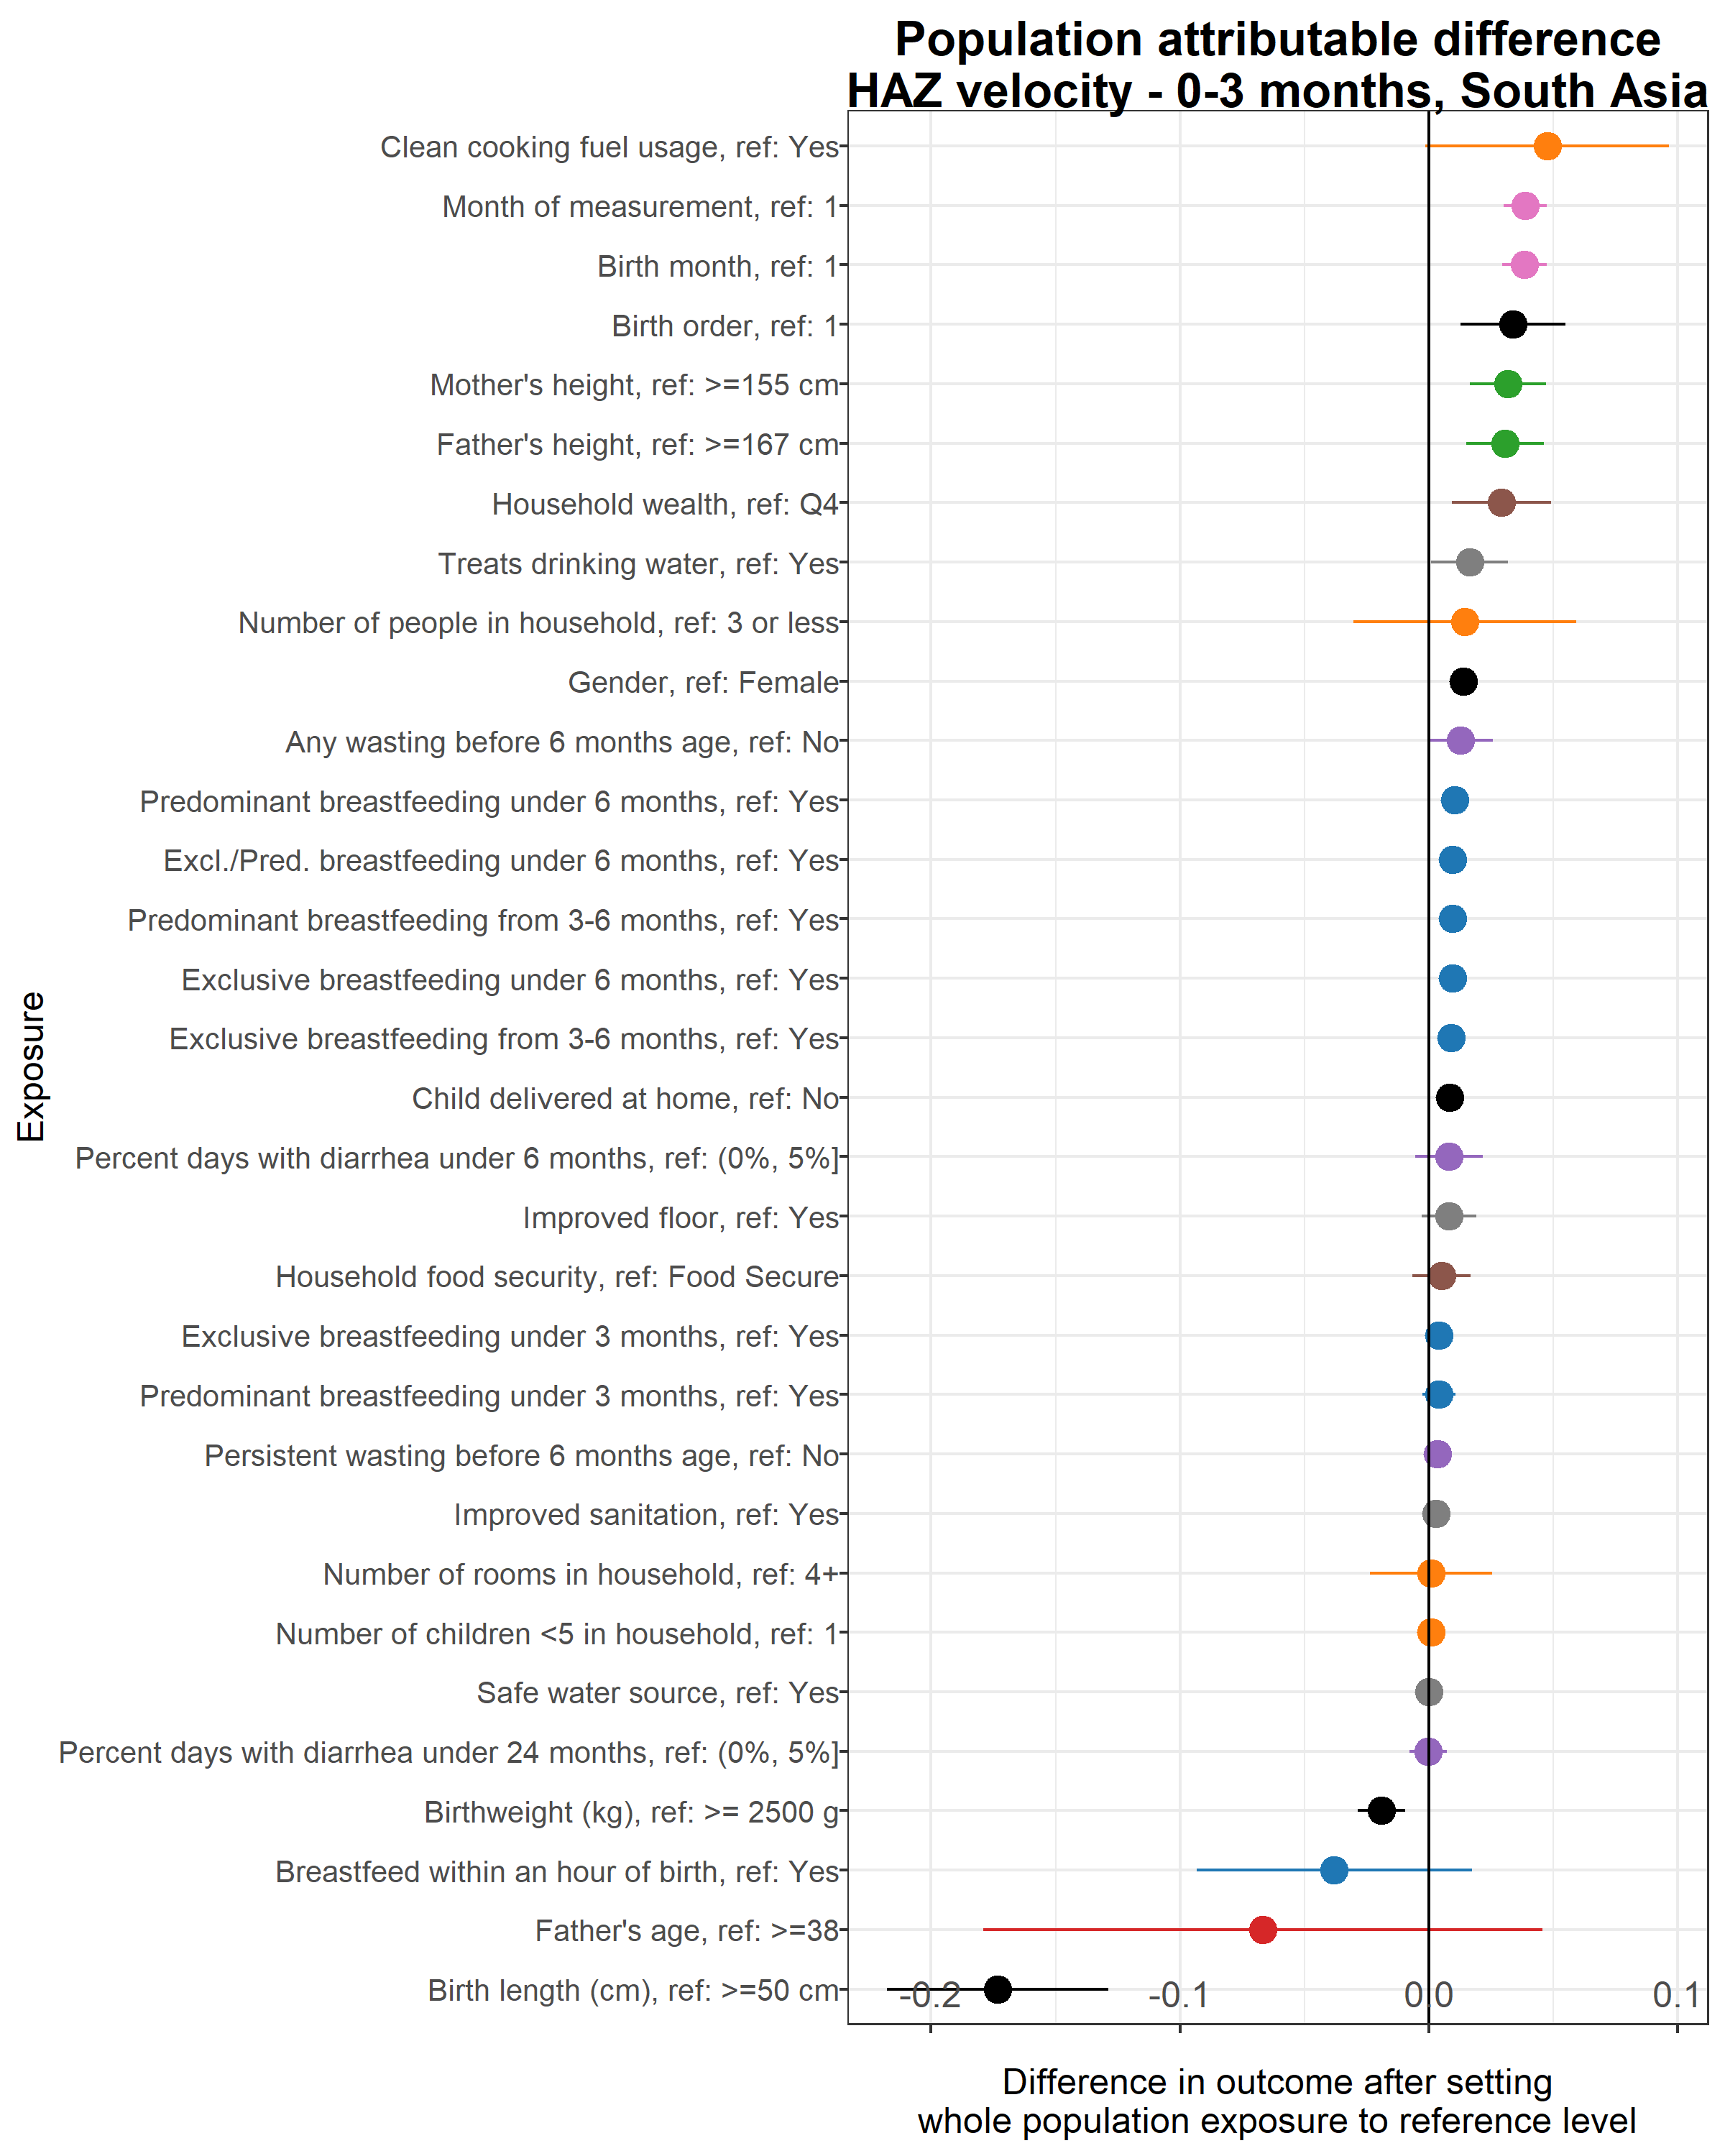 Population attributable difference
HAZ velocity - 0-3 months, South Asia
Clean cooking fuel usage, ref: Yes
Month of measurement, ref: 1
Birth month, ref: 1
Birth order, ref: 1
Mother's height, ref: >=155 cm
Father's height, ref: >=167 cm
Household wealth, ref: Q4
Treats drinking water, ref: Yes
Number of people in household, ref: 3 or less
Gender, ref: Female
Any wasting before 6 months age, ref: No
Predominant breastfeeding under 6 months, ref: Yes
Excl./Pred. breastfeeding under 6 months, ref: Yes
Predominant breastfeeding from 3-6 months, ref: Yes
Exclusive breastfeeding under 6 months, ref: Yes
Exclusive breastfeeding from 3-6 months, ref: Yes
Child delivered at home, ref: No
Percent days with diarrhea under 6 months, ref: (0%, 5%]
Improved floor, ref: Yes
Household food security, ref: Food Secure
Exclusive breastfeeding under 3 months, ref: Yes
Predominant breastfeeding under 3 months, ref: Yes
Persistent wasting before 6 months age, ref: No
Improved sanitation, ref: Yes
Number of rooms in household, ref: 4+
Number of children <5 in household, ref: 1
Safe water source, ref: Yes
Percent days with diarrhea under 24 months, ref: (0%, 5%]
Birthweight (kg), ref: >= 2500 g
Breastfeed within an hour of birth, ref: Yes
Father's age, ref: >=38
Birth length (cm), ref: >=50 cm
Exposure
-0.2 -0.1 0.0 0.1
Difference in outcome after setting
whole population exposure to reference level